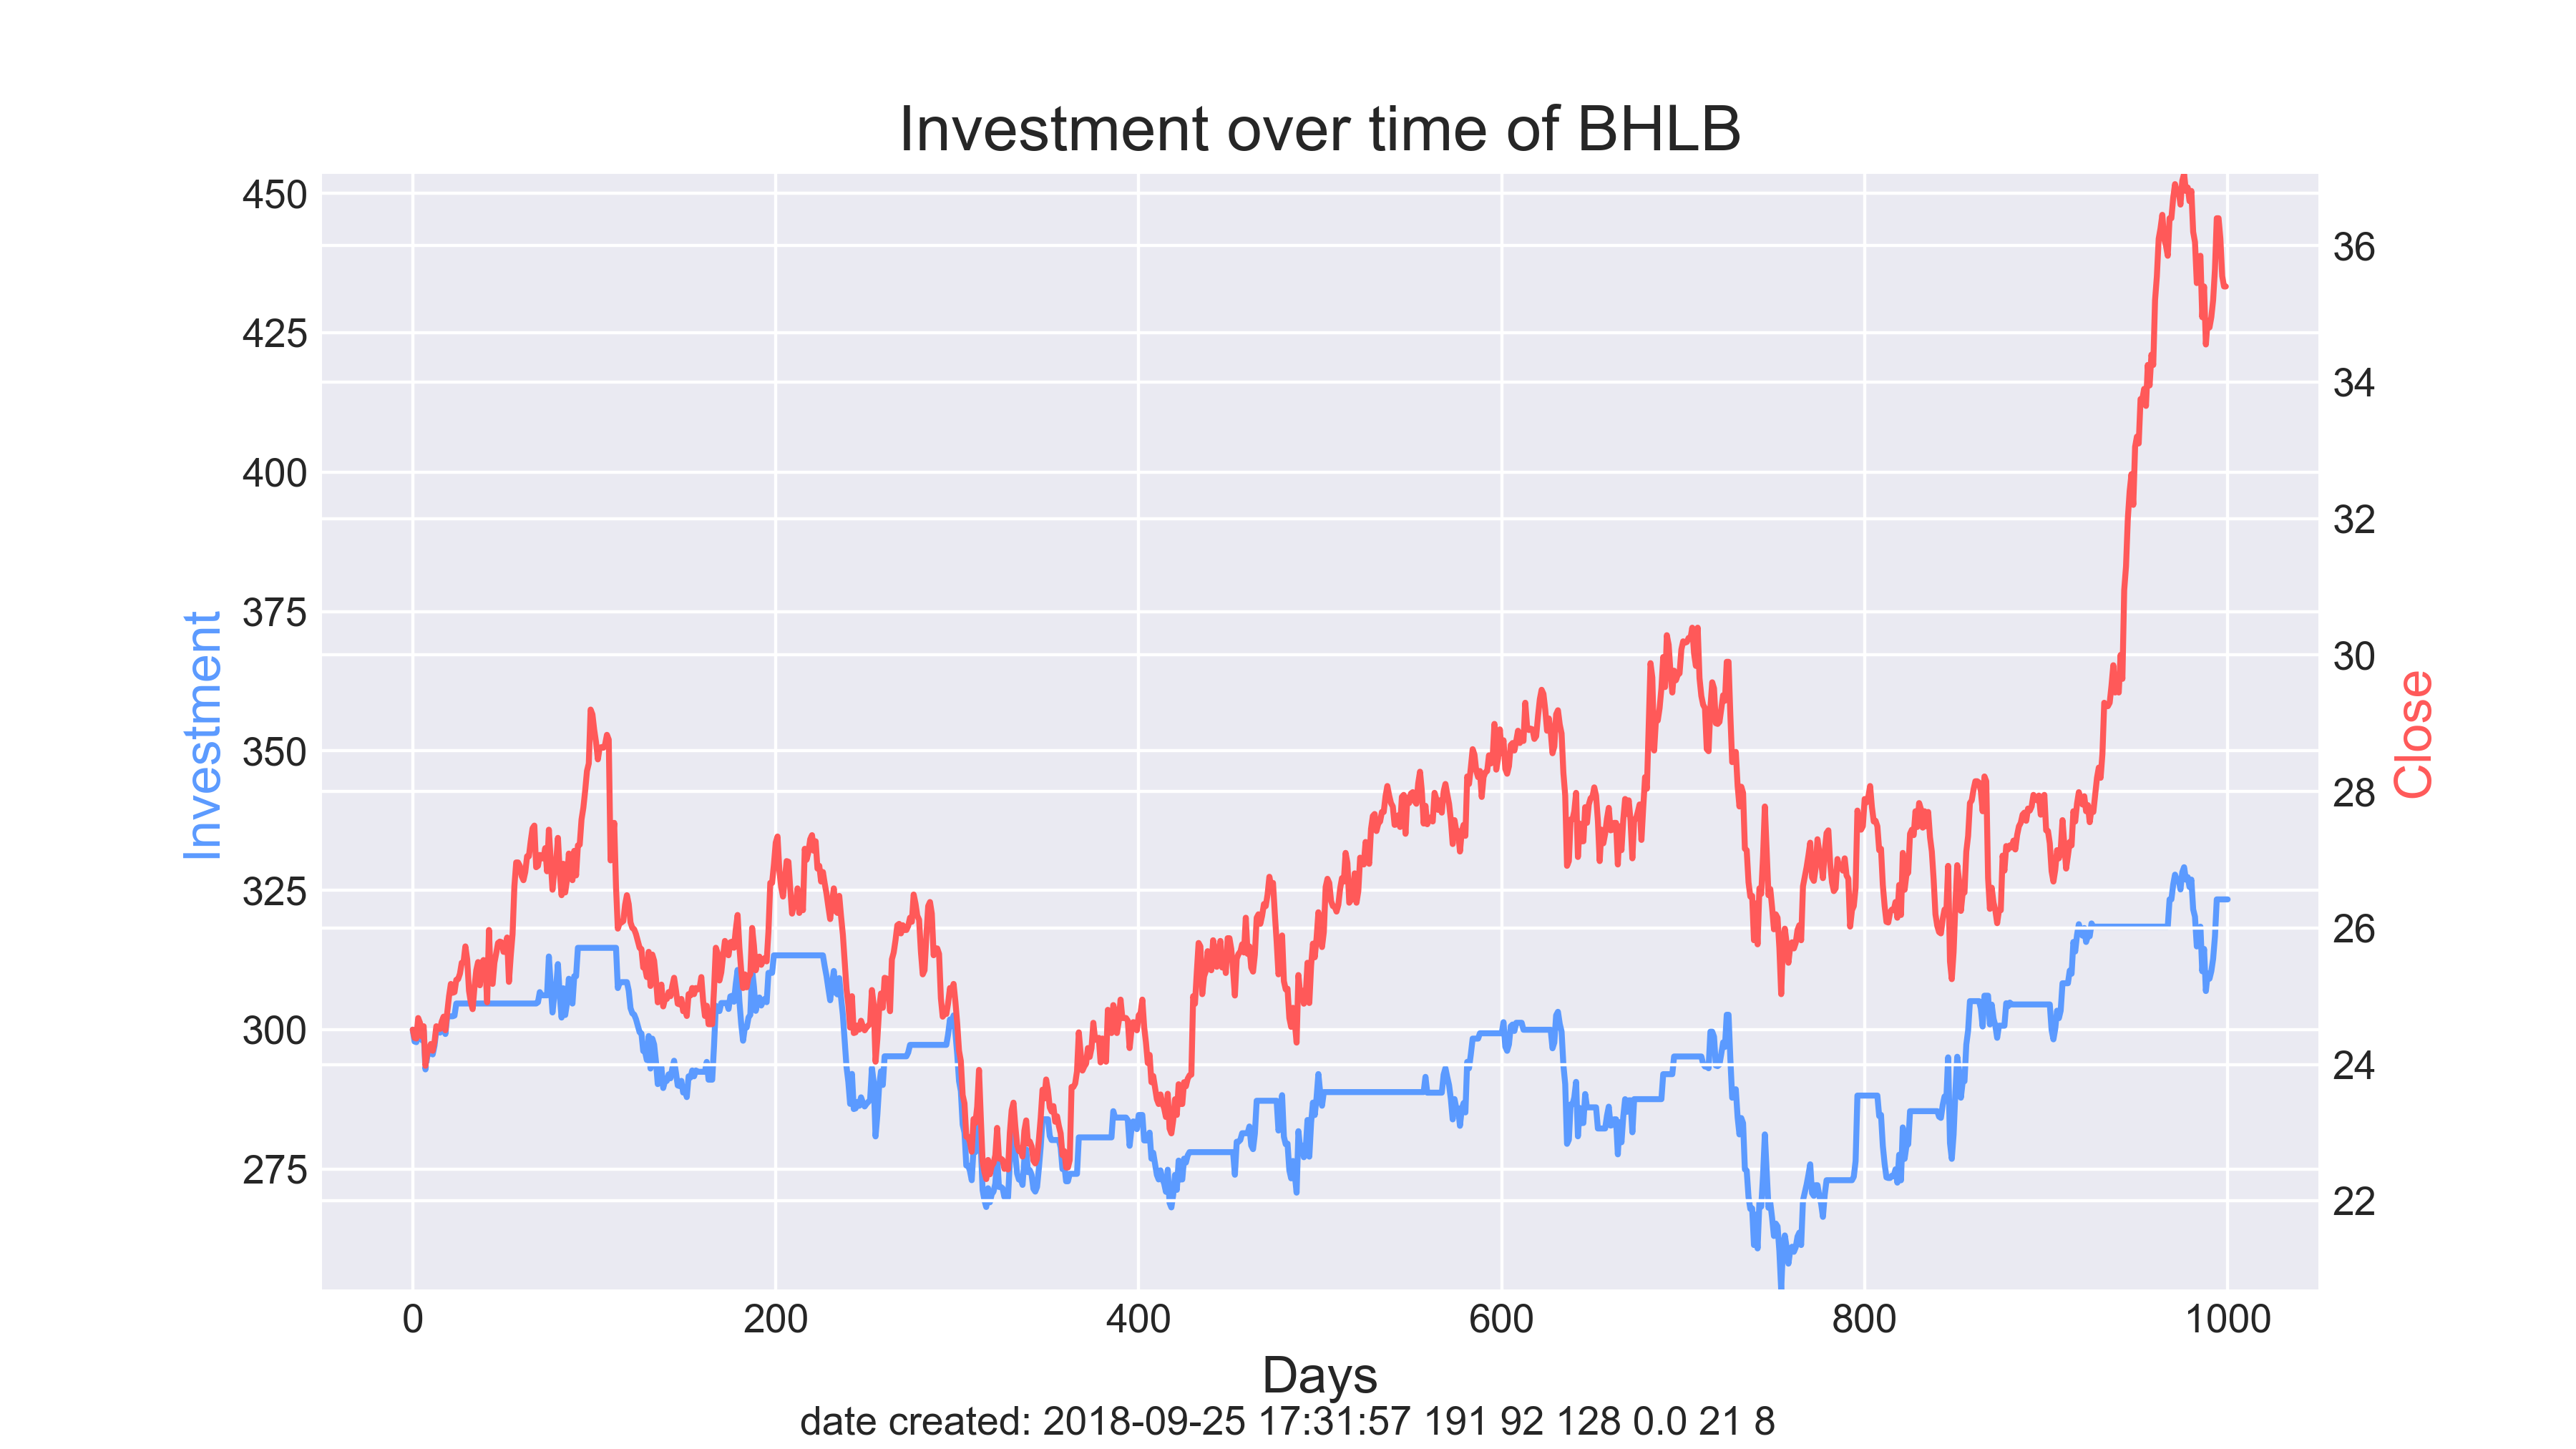 Investment over time of BHLB
450
425
400
375
350
325
300
275
Investment
36
34
32
30
28
26
24
22
Close
0 200 400 600 800 1000
Days
date created: 2018-09-25 17:31:57 191 92 128 0.0 21 8